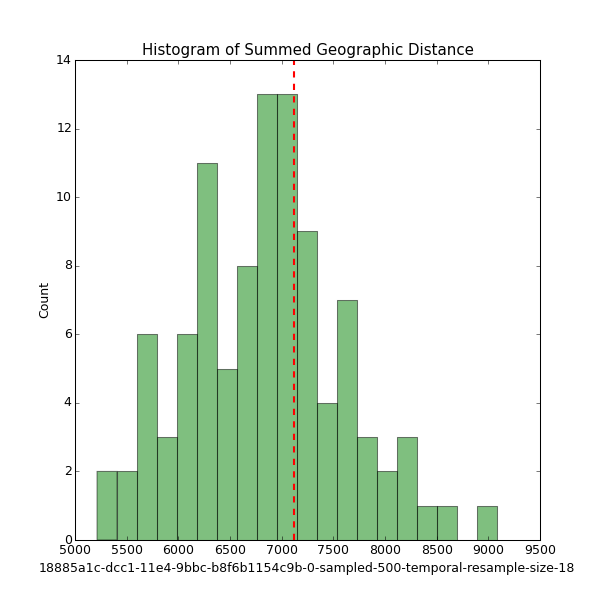 Histogram of Summed Geographic Distance
14
12
10
8
6
4
2
0
Count
5000 5500 6000 6500 7000 7500 8000 8500 9000 9500
18885a1c-dcc1-11e4-9bbc-b8f6b1154c9b-0-sampled-500-temporal-resample-size-18